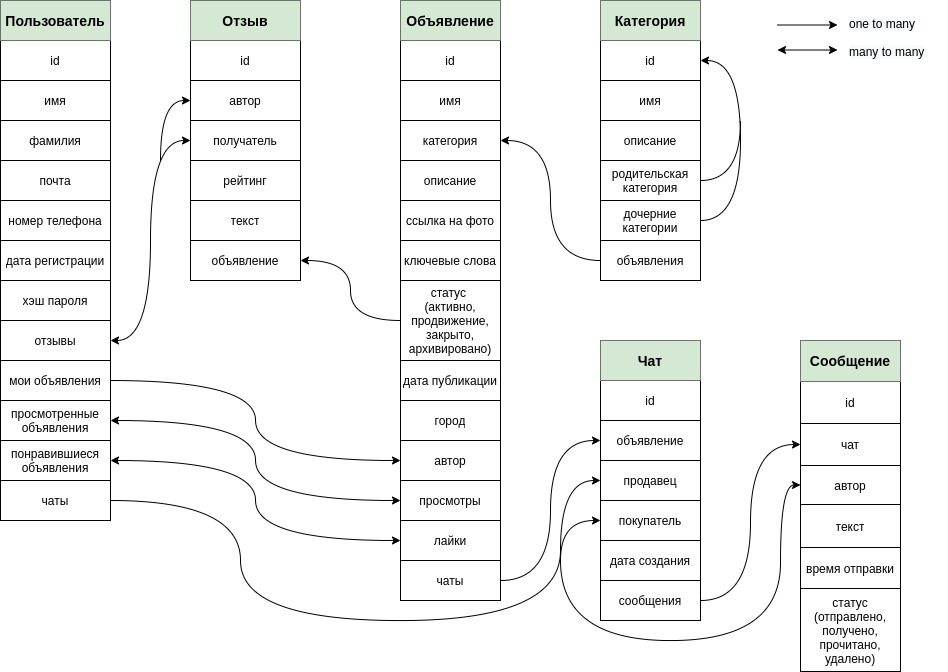 Пользователь
id
имя
фамилия
почта
номер телефона
дата регистрации
хэш пароля
отзывы
мои объявления
просмотренные
объявления
понравившиеся
объявления
чаты
Отзыв
id
автор
получатель
рейтинг
текст
объявление
Объявление
id
имя
категория
описание
ссылка на фото
ключевые слова
статус
(активно,
продвижение,
закрыто,
архивировано)
дата публикации
город
автор
просмотры
лайки
чаты
Категория
id
имя
описание
родительская
категория
дочерние
категории
объявления
one to many
many to many
Чат
id
объявление
продавец
покупатель
дата создания
сообщения
Сообщение
id
чат
автор
текст
время отправки
статус
(отправлено,
получено,
прочитано,
удалено)